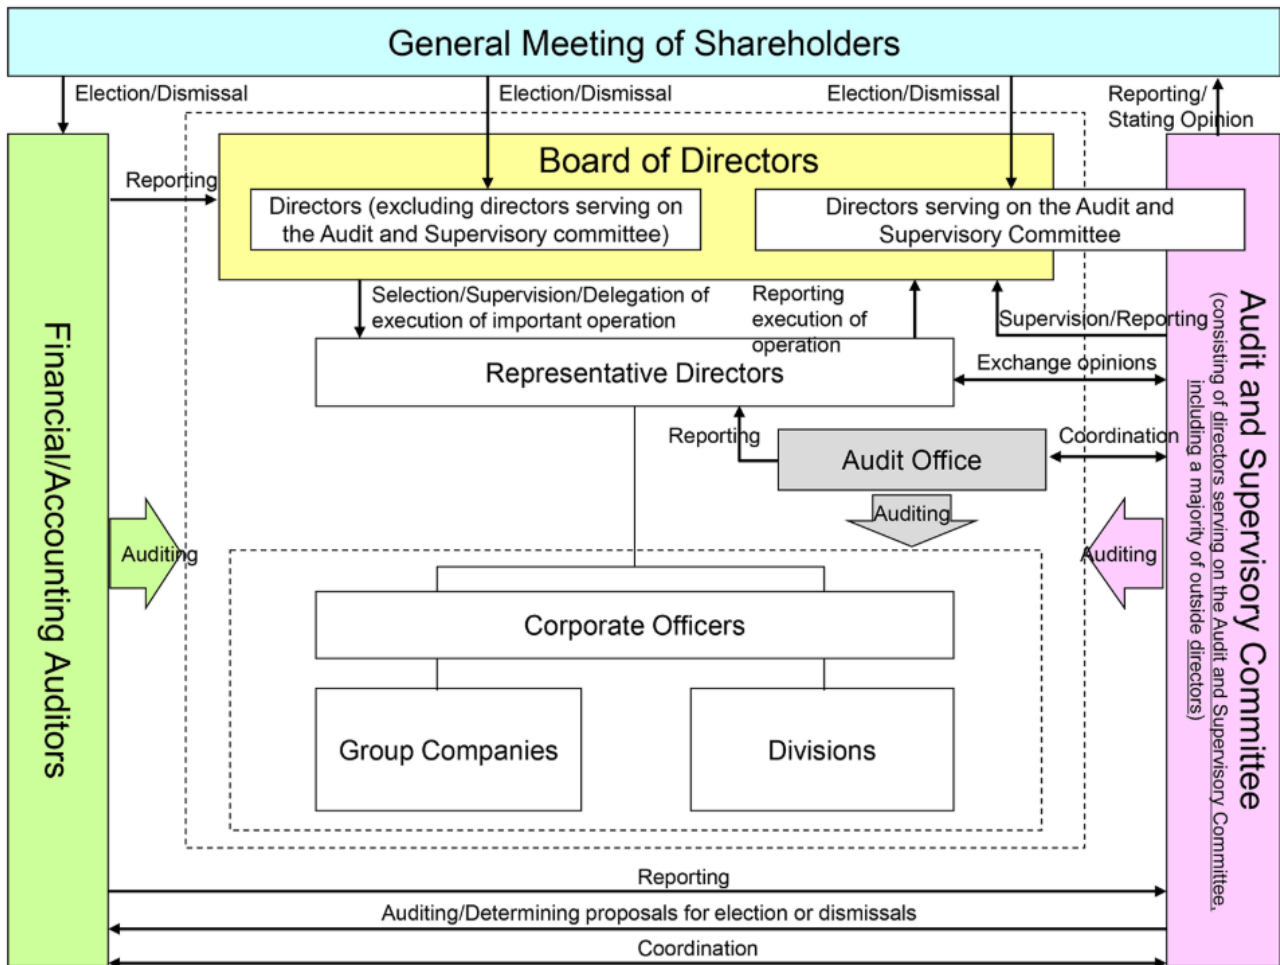 General Meeting of Shareholders
Election/Dismissal
Election/Dismissal
Election/Dismissal
Reporting/
Stating Opinion
Board of Directors
Reporting
Directors (excluding directors serving on
the Audit and Supervisory committee)
Directors serving on the Audit and
Supervisory Committee
Selection/Supervision/Delegation of
execution of important operation
Reporting
execution of
operation
Supervision/Reporting
Representative Directors
Exchange opinions
Reporting
Audit Office
Coordination
Auditing
Auditing
Auditing
Corporate Officers
Group Companies
Divisions
Financial/Accounting Auditors
Audit and Supervisory Committee
(consisting of directors serving on the Audit and Supervisory Committee,
including a majority of outside directors)
Reporting
Auditing/Determining proposals for election or dismissals
Coordination